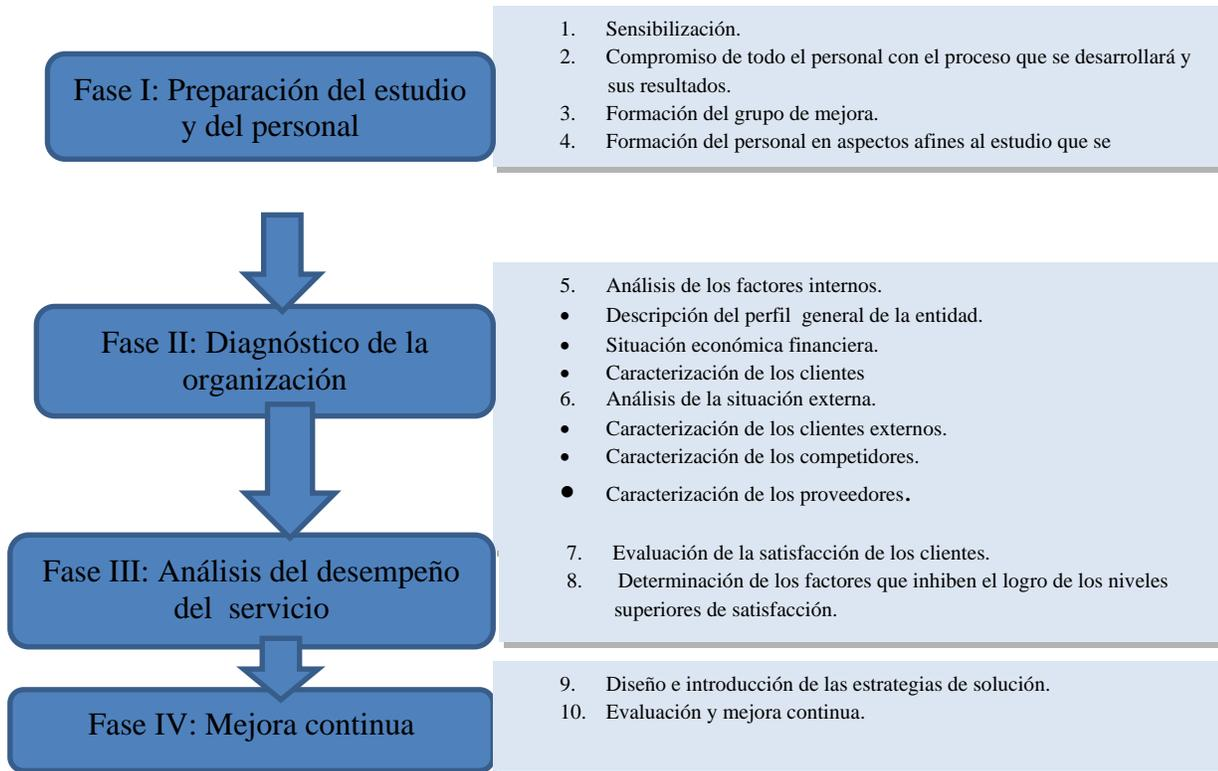 Fase I: Preparación del estudio
y del personal
1. Sensibilización.
2. Compromiso de todo el personal con el proceso que se desarrollará y
sus resultados.
3. Formación del grupo de mejora.
4. Formación del personal en aspectos afines al estudio que se
Fase II: Diagnóstico de la
organización
5. Análisis de los factores internos.
• Descripción del perfil general de la entidad.
• Situación económica financiera.
• Caracterización de los clientes
6. Análisis de la situación externa.
• Caracterización de los clientes externos.
• Caracterización de los competidores.
• Caracterización de los proveedores.
Fase III: Análisis del desempeño
del servicio
7. Evaluación de la satisfacción de los clientes.
8. Determinación de los factores que inhiben el logro de los niveles
superiores de satisfacción.
Fase IV: Mejora continua
9. Diseño e introducción de las estrategias de solución.
10. Evaluación y mejora continua.